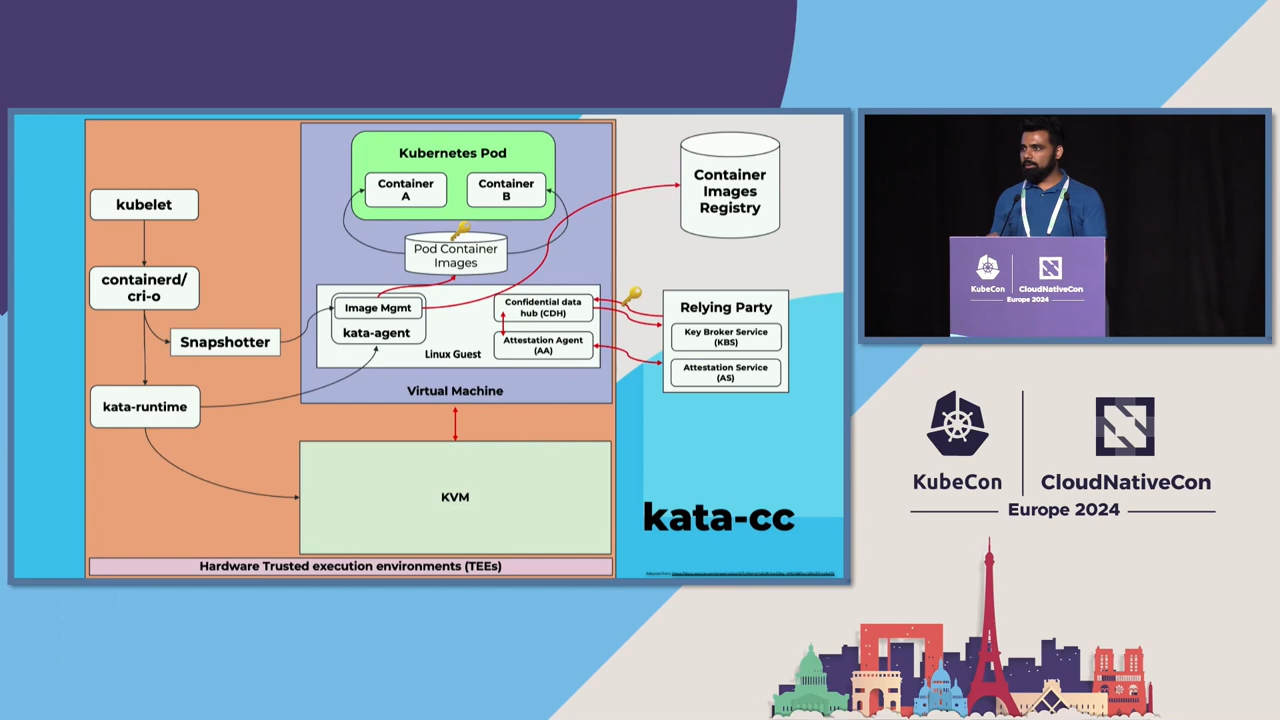 Kubernetes Pod
Container
A
Container
B
kubelet
containerd/
cri-o
Snapshotter
kata-runtime
Pod Container
Images
Image Mgmt
kata-agent
Confidential data
hub (CDH)
Attestation Agent
(AA)
Linux Guest
Virtual Machine
KVM
Hardware Trusted execution environments (TEEs)
Container
Images
Registry
Relying Party
Key Broker Service
(KBS)
Attestation Service
(AS)
kata-cc
KubeCon
CloudNativeCon
Europe 2024
KubeCon
CloudNativeCon
Europe 2024